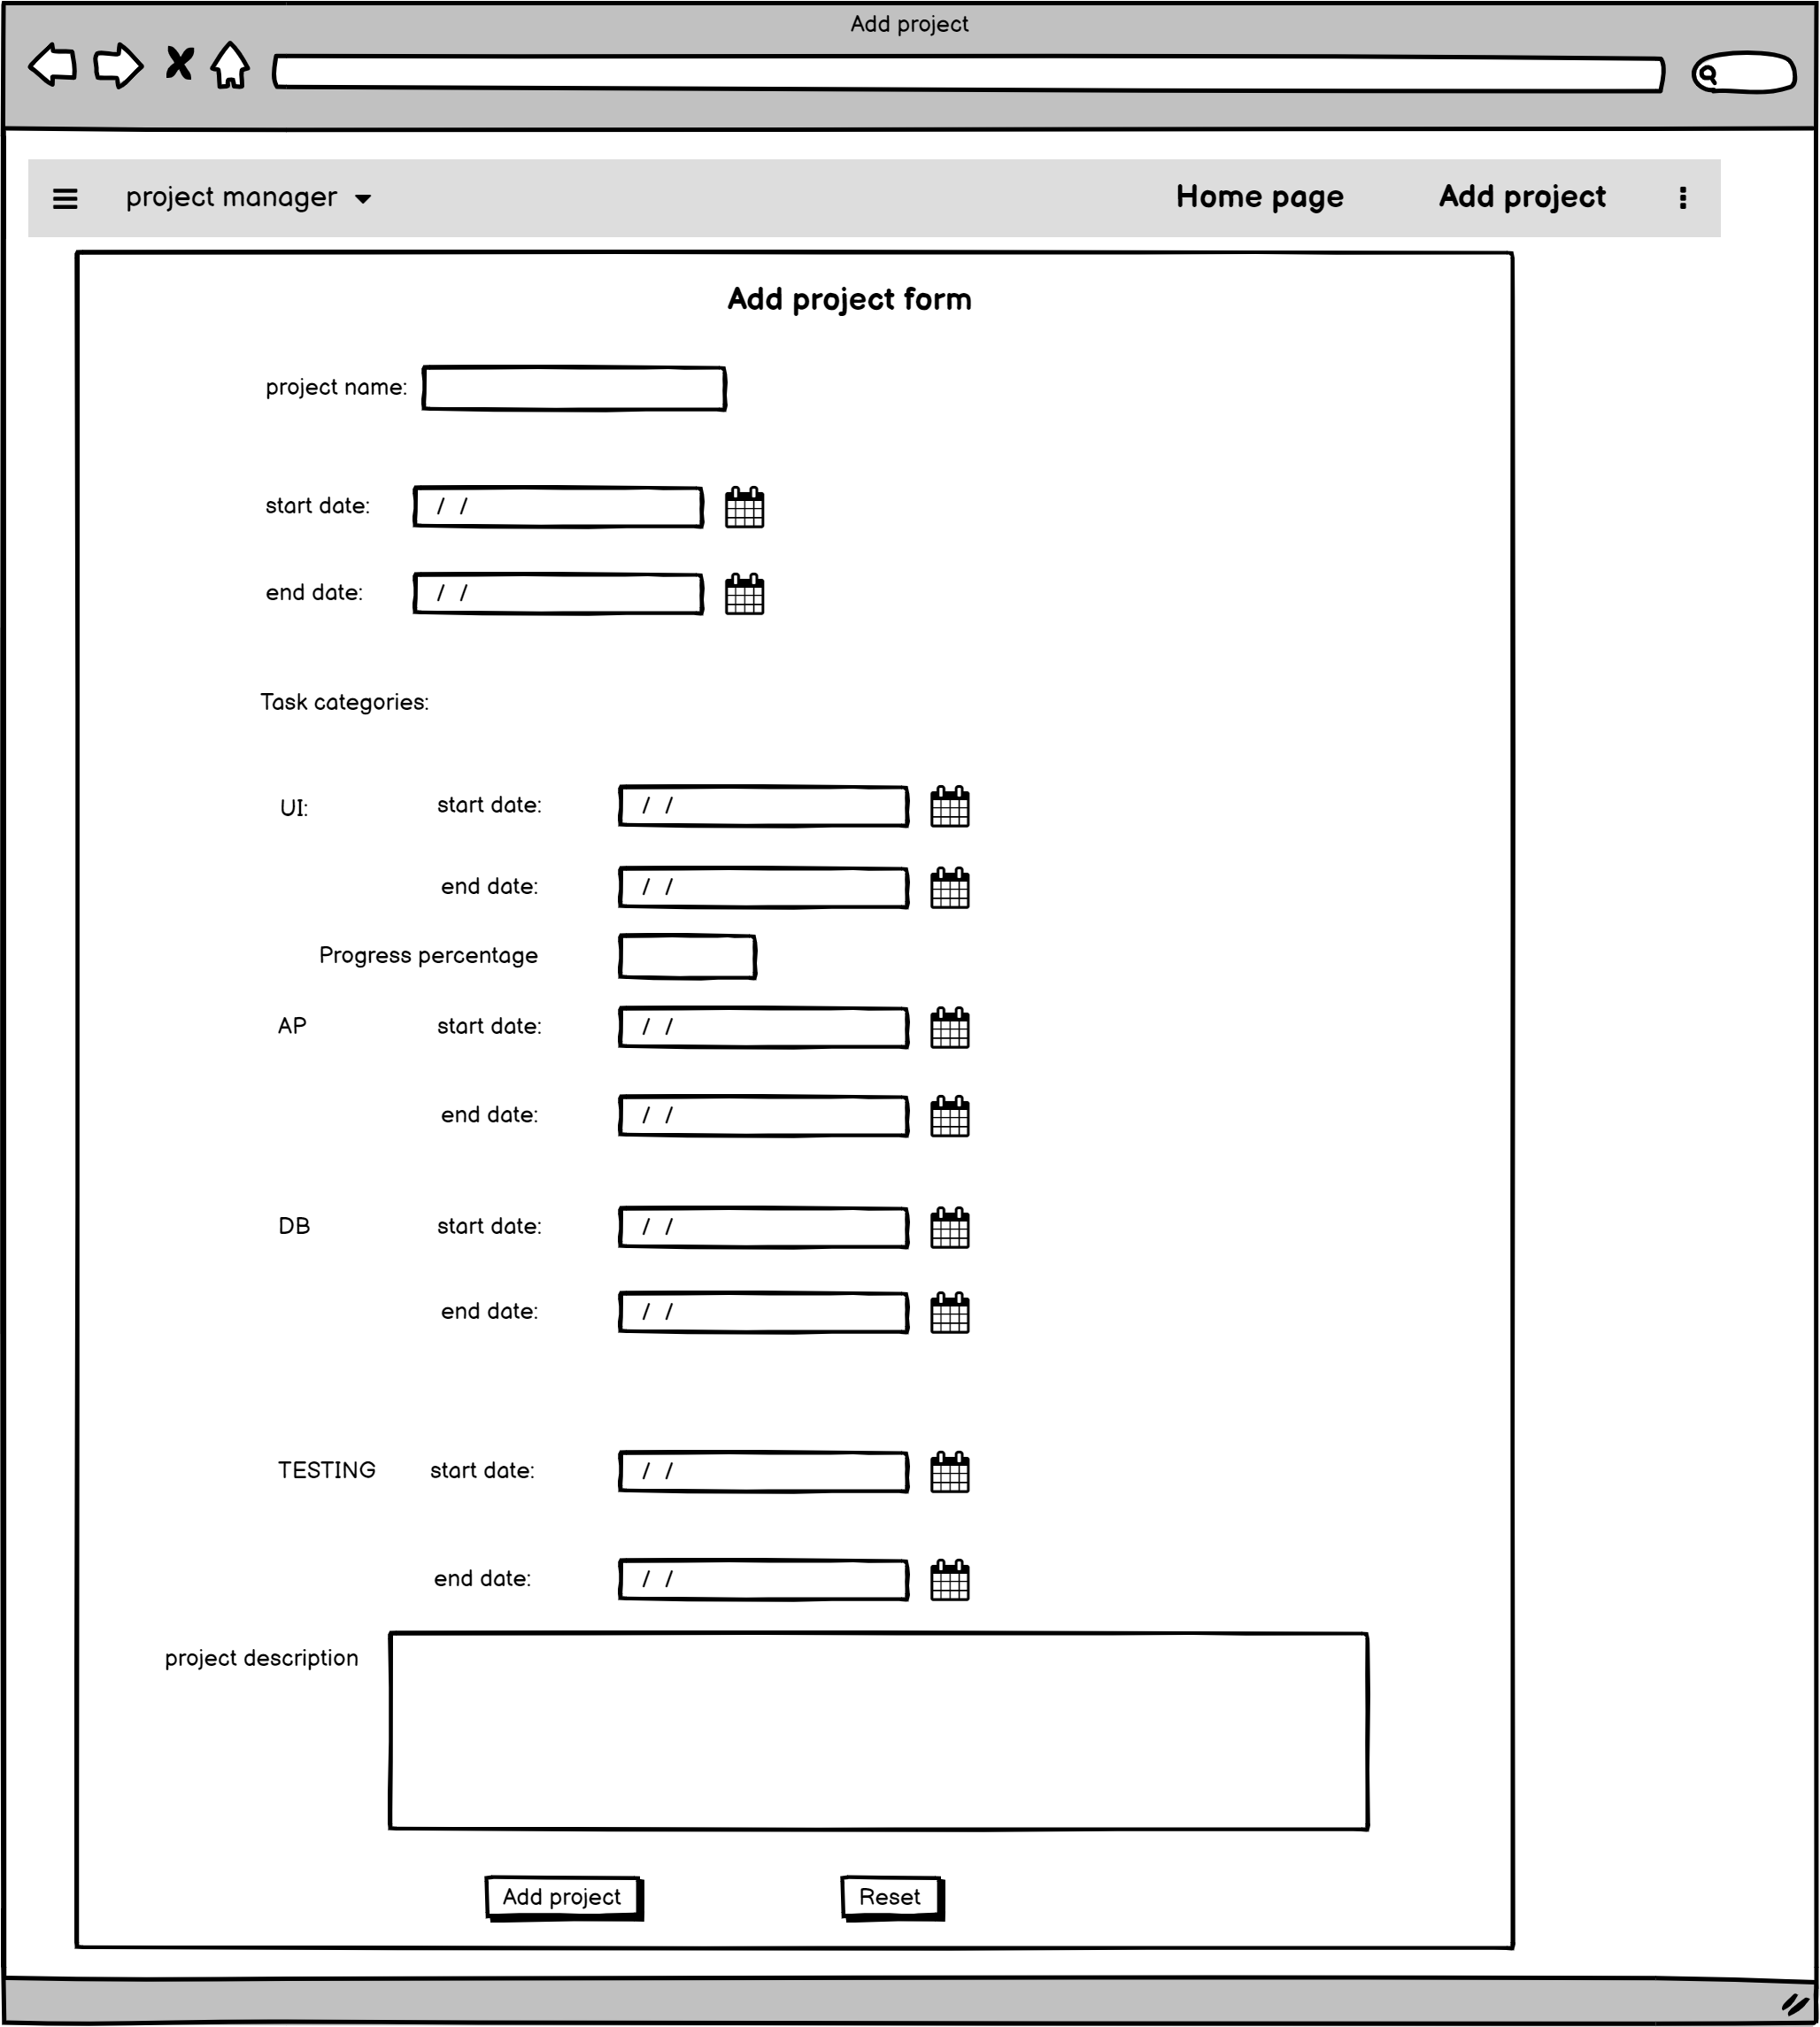 Add project
project manager Home page Add project
Add project form
project name:
start date: / /
end date: / /
Task categories:
UI: start date: / /
end date: / /
Progress percentage
AP start date: / /
end date: / /
DB start date: / /
end date: / /
TESTING start date: / /
end date: / /
project description
Add project Reset